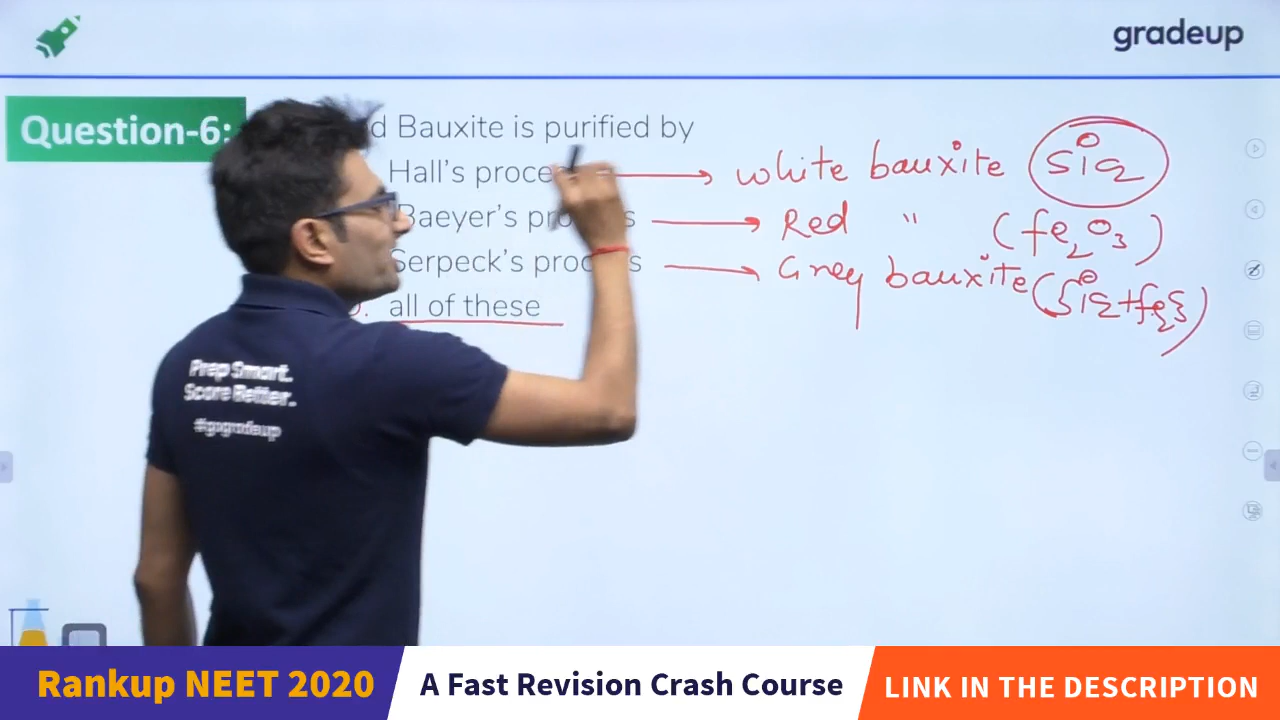 gradeup
Question-6:
d Bauxite is purified by
Hall's proce → White bauxite SiO2
Baeyer's pro s → Red " (Fe2O3)
Serpeck's pro s → Grey bauxite (SiO2+Fe2O3)
all of these
Prep Smart.
Score Better.
#gogradeup
Rankup NEET 2020
A Fast Revision Crash Course
LINK IN THE DESCRIPTION